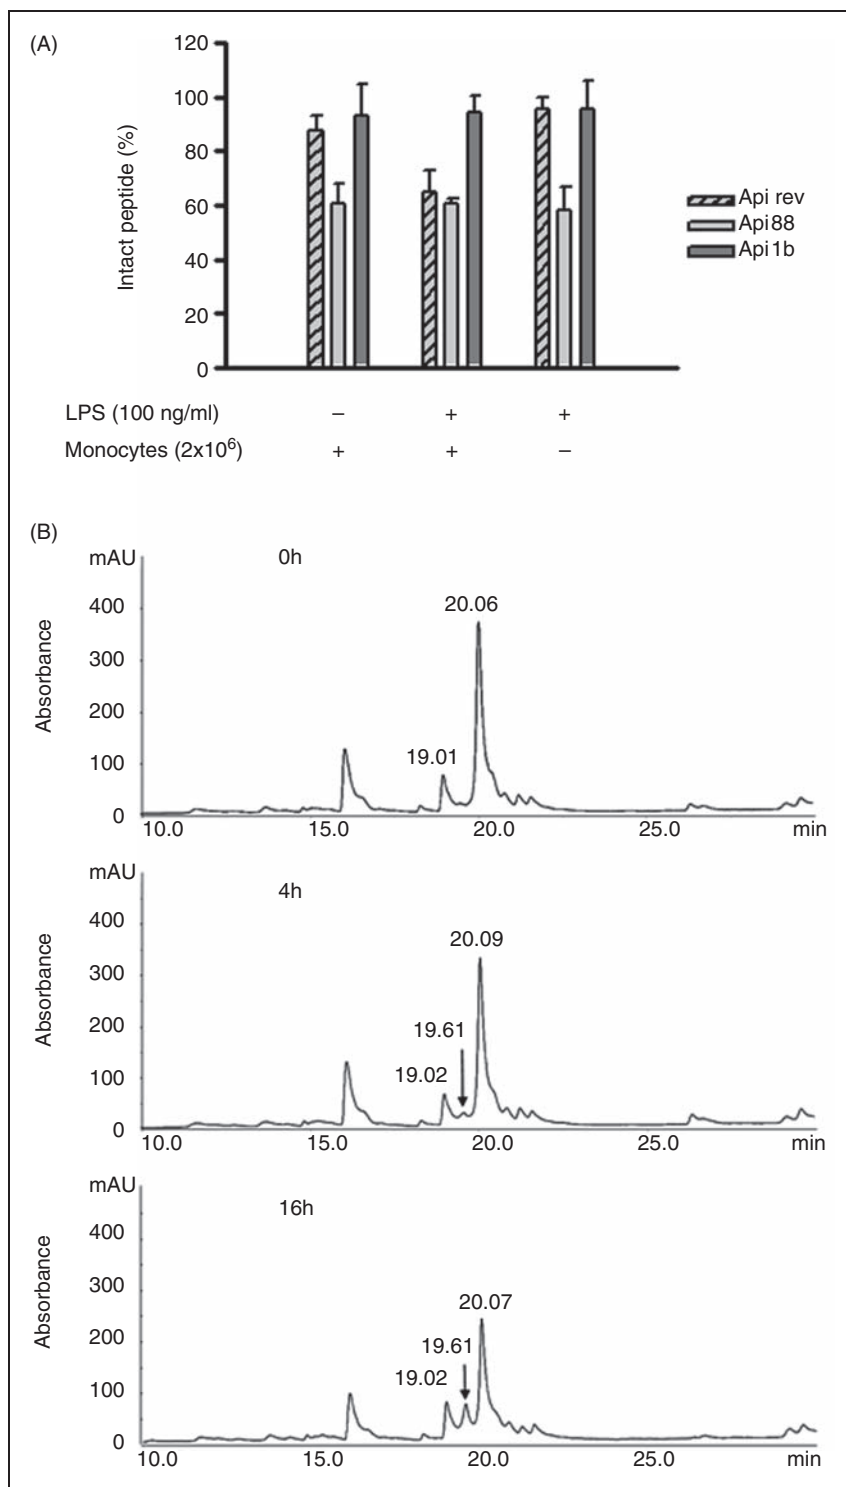 (A)
120
100
80
60
40
20
0
Intact peptide (%)
Api rev
Api88
Api1b
LPS (100 ng/ml) – + +
Monocytes (2x10⁶) + + –
(B)
mAU 0h
400
300
200
100
0
Absorbance
20.06
19.01
10.0 15.0 20.0 25.0 min
mAU 4h
400
300
200
100
0
Absorbance
20.09
19.61
19.02
10.0 15.0 20.0 25.0 min
mAU 16h
400
300
200
100
0
Absorbance
20.07
19.61
19.02
10.0 15.0 20.0 25.0 min